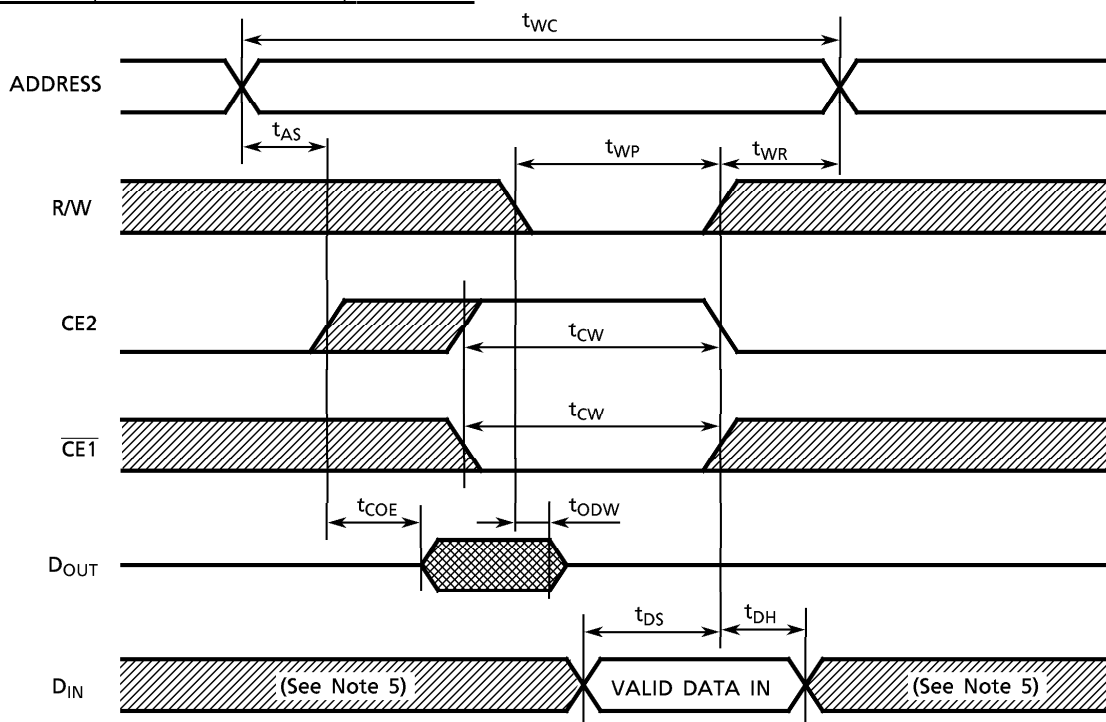 tWC
ADDRESS
tAS
tWP
tWR
R/W
CE2
tCW
tCW
CE1
tCOE
tODW
DOUT
tDS
tDH
DIN
(See Note 5)
VALID DATA IN
(See Note 5)